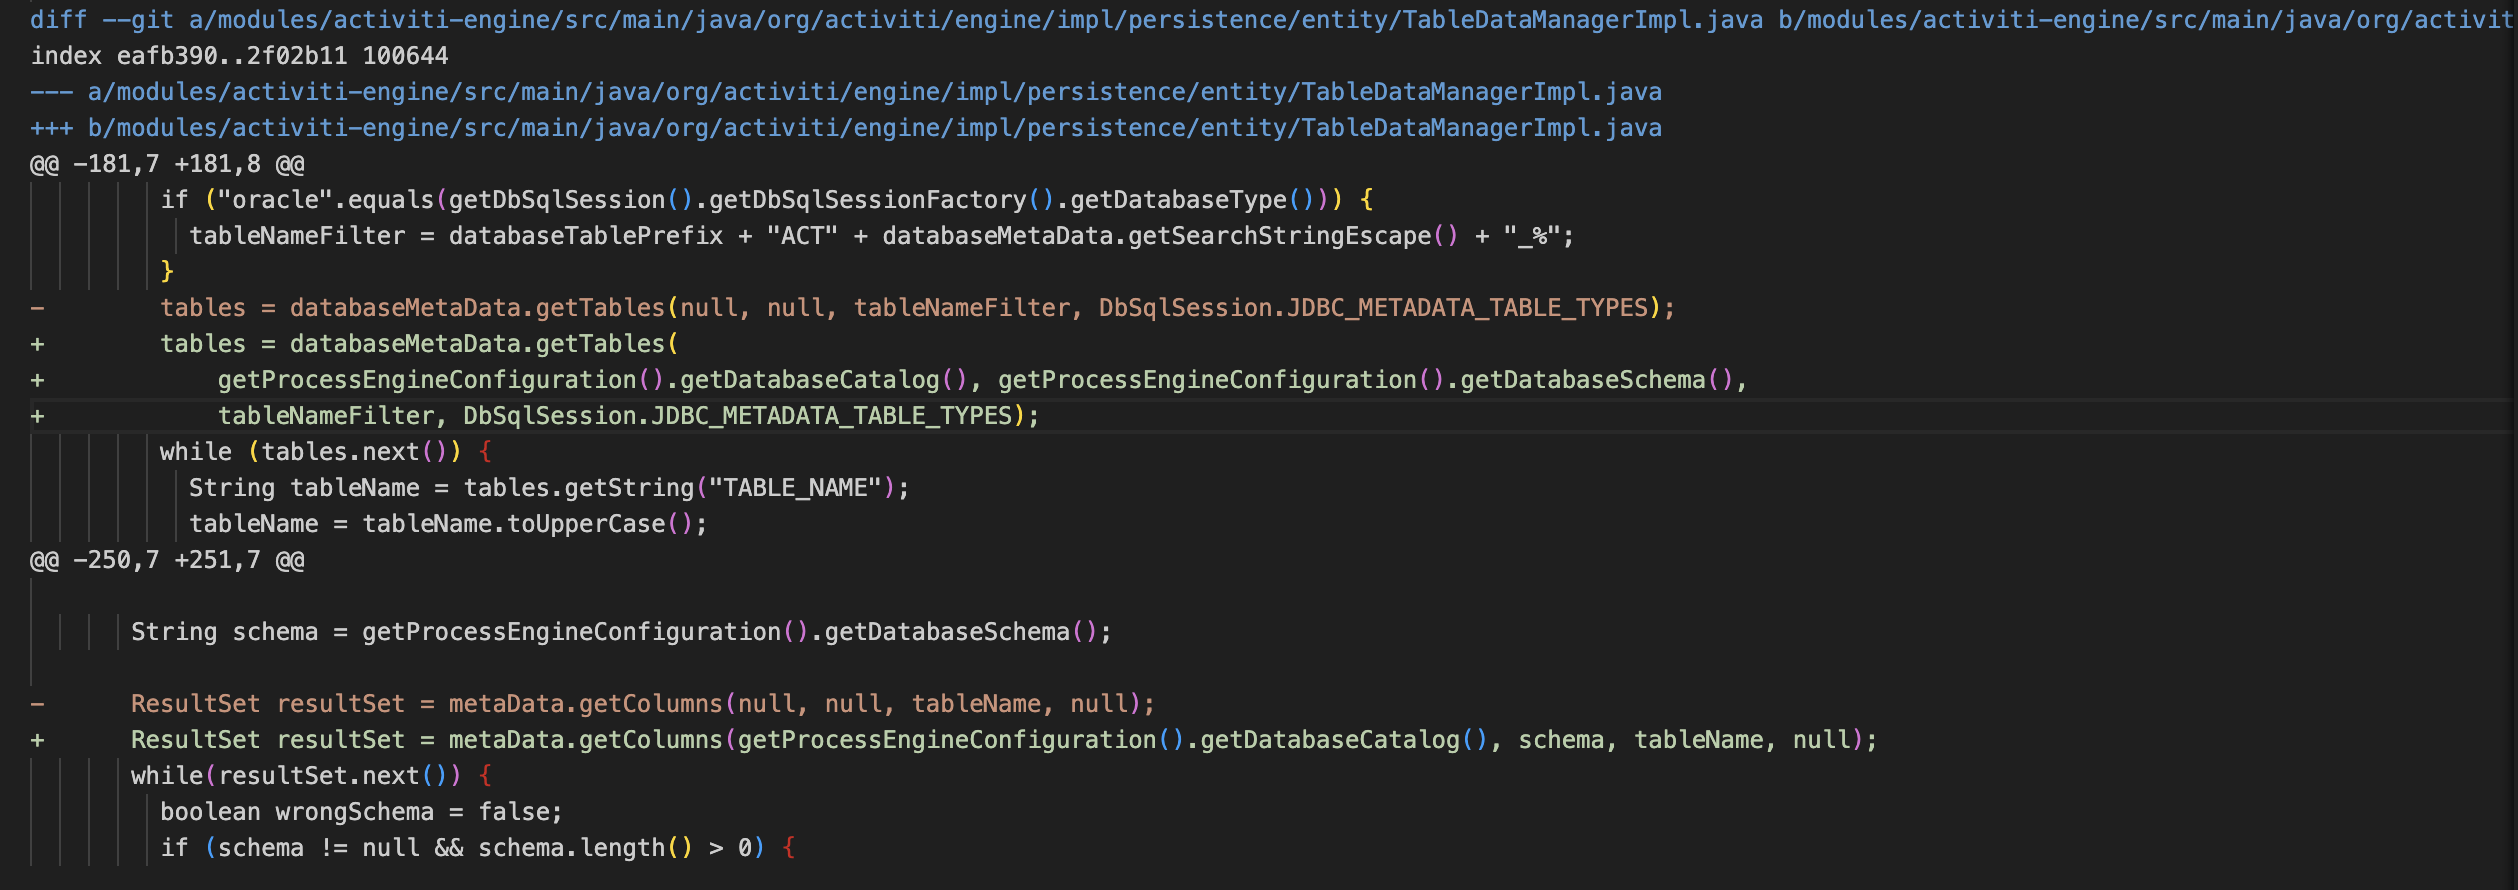 diff --git a/modules/activiti-engine/src/main/java/org/activiti/engine/impl/persistence/entity/TableDataManagerImpl.java b/modules/activiti-engine/src/main/java/org/activit
index eafb390..2f02b11 100644
--- a/modules/activiti-engine/src/main/java/org/activiti/engine/impl/persistence/entity/TableDataManagerImpl.java
+++ b/modules/activiti-engine/src/main/java/org/activiti/engine/impl/persistence/entity/TableDataManagerImpl.java
@@ -181,7 +181,8 @@
         if ("oracle".equals(getDbSqlSession().getDbSqlSessionFactory().getDatabaseType())) {
           tableNameFilter = databaseTablePrefix + "ACT" + databaseMetaData.getSearchStringEscape() + "_%";
         }
-        tables = databaseMetaData.getTables(null, null, tableNameFilter, DbSqlSession.JDBC_METADATA_TABLE_TYPES);
+        tables = databaseMetaData.getTables(
+            getProcessEngineConfiguration().getDatabaseCatalog(), getProcessEngineConfiguration().getDatabaseSchema(),
+            tableNameFilter, DbSqlSession.JDBC_METADATA_TABLE_TYPES);
         while (tables.next()) {
           String tableName = tables.getString("TABLE_NAME");
           tableName = tableName.toUpperCase();
@@ -250,7 +251,7 @@
       String schema = getProcessEngineConfiguration().getDatabaseSchema();
-      ResultSet resultSet = metaData.getColumns(null, null, tableName, null);
+      ResultSet resultSet = metaData.getColumns(getProcessEngineConfiguration().getDatabaseCatalog(), schema, tableName, null);
       while(resultSet.next()) {
         boolean wrongSchema = false;
         if (schema != null && schema.length() > 0) {